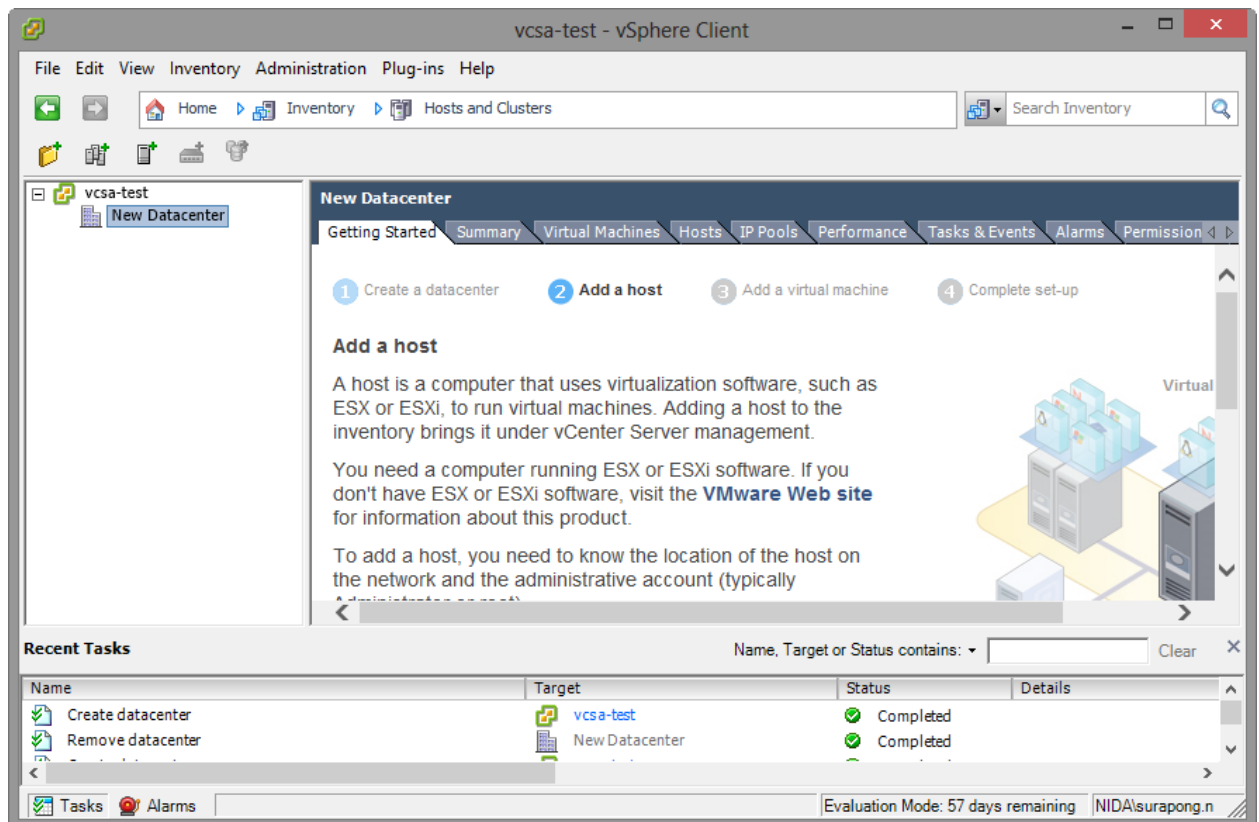 vcsa-test - vSphere Client
File Edit View Inventory Administration Plug-ins Help
Home Inventory Hosts and Clusters Search Inventory
vcsa-test
New Datacenter
New Datacenter
Getting Started Summary Virtual Machines Hosts IP Pools Performance Tasks & Events Alarms Permission
1 Create a datacenter 2 Add a host 3 Add a virtual machine 4 Complete set-up
Add a host
A host is a computer that uses virtualization software, such as
ESX or ESXi, to run virtual machines. Adding a host to the
inventory brings it under vCenter Server management.
You need a computer running ESX or ESXi software. If you
don't have ESX or ESXi software, visit the VMware Web site
for information about this product.
To add a host, you need to know the location of the host on
the network and the administrative account (typically
Virtual
Recent Tasks Name, Target or Status contains: Clear
Name Target Status Details
Create datacenter vcsa-test Completed
Remove datacenter New Datacenter Completed
Tasks Alarms Evaluation Mode: 57 days remaining NIDA\surapong.n